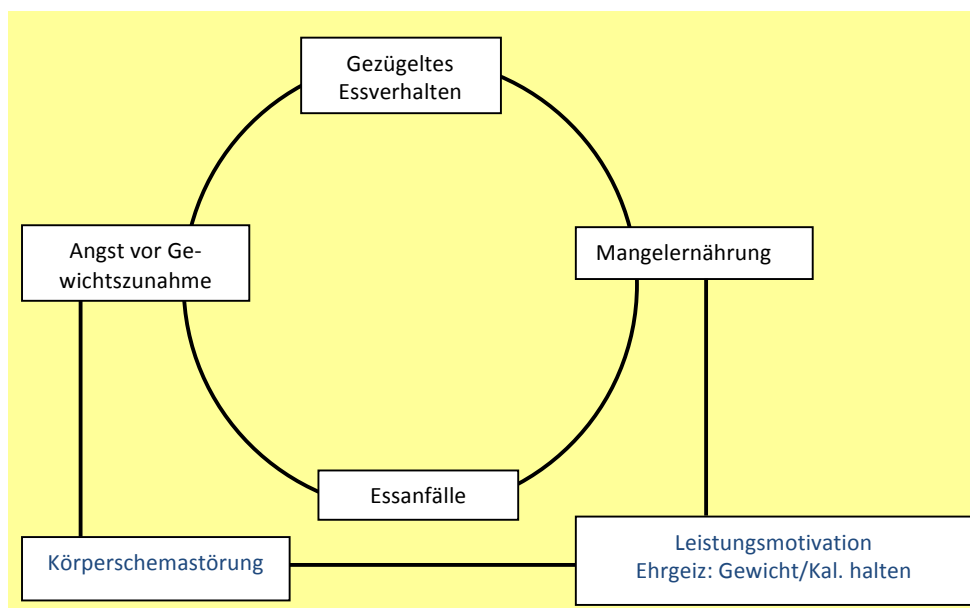 Gezügeltes
Essverhalten
Angst vor Ge-
wichtszunahme
Mangelernährung
Essanfälle
Körperschemastörung
Leistungsmotivation
Ehrgeiz: Gewicht/Kal. halten